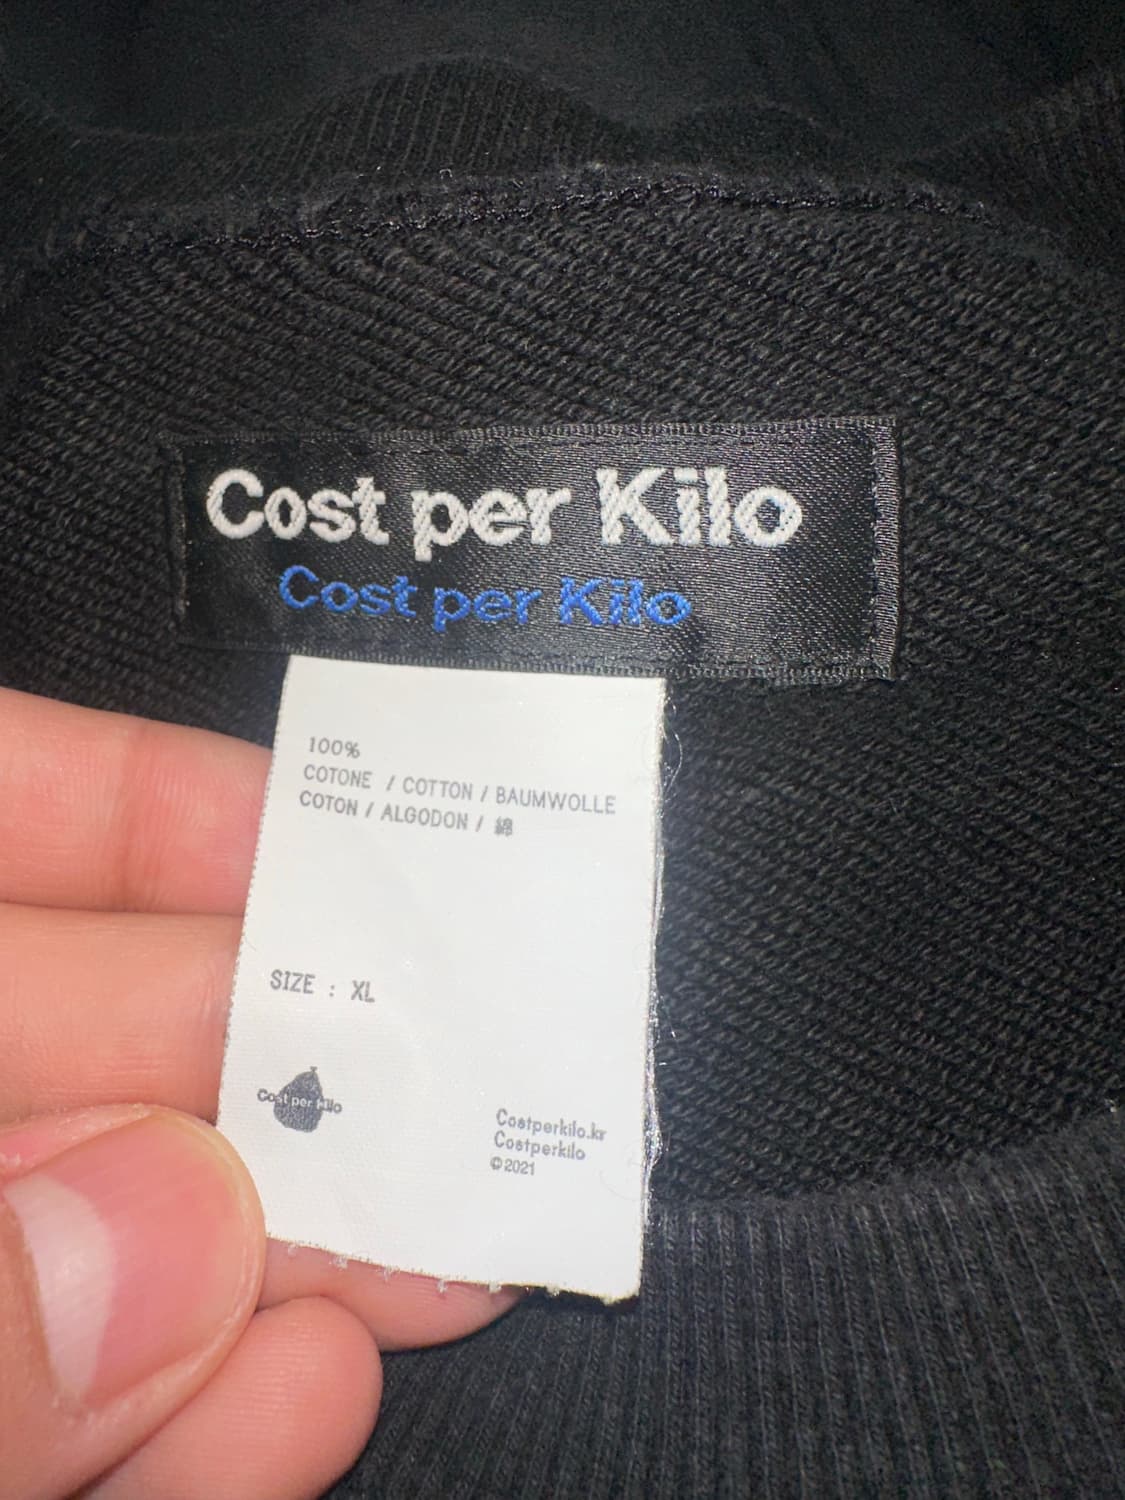 Cost per Kilo
Cost per Kilo
100%
COTONE / COTTON / BAUMWOLLE
COTON / ALGODON / 綿
SIZE : XL
Cost per Kilo
Costperkilo.kr
Costperkilo
©2021